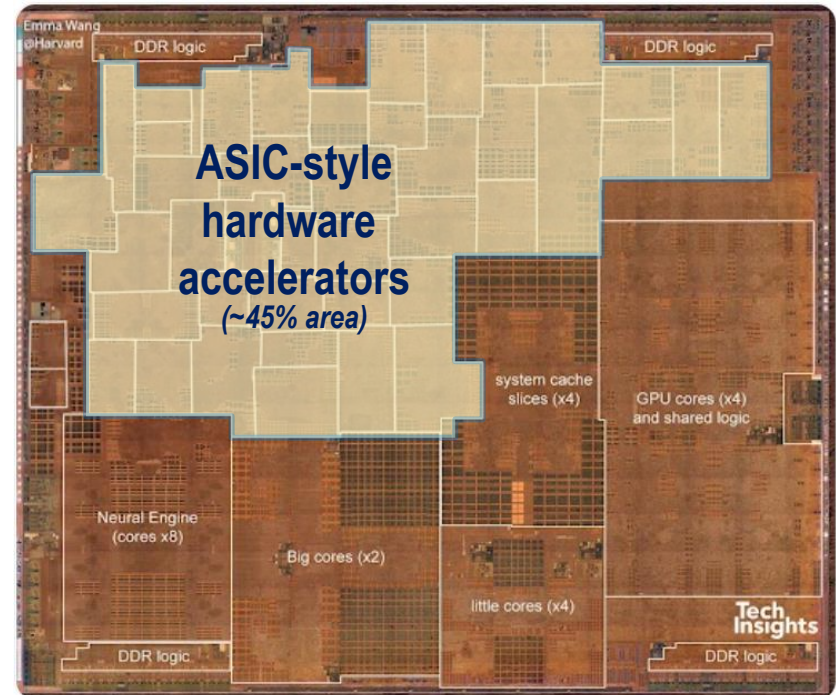 Emma Wang
@Harvard
DDR logic
DDR logic
ASIC-style
hardware
accelerators
(~45% area)
system cache
slices (x4)
GPU cores (x4)
and shared logic
Neural Engine
(cores x8)
Big cores (x2)
little cores (x4)
Tech
Insights
DDR logic
DDR logic